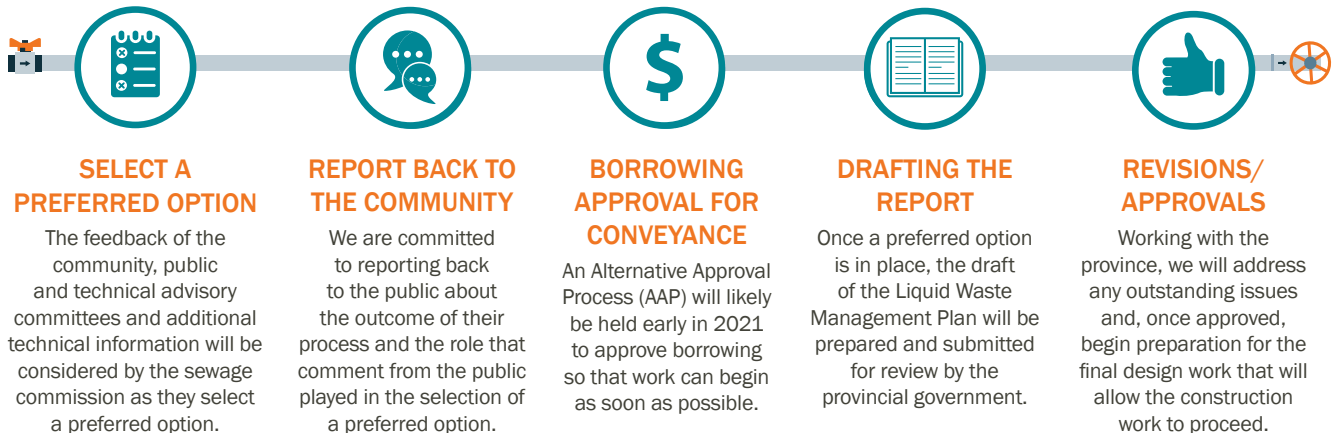 SELECT A
PREFERRED OPTION
The feedback of the
community, public
and technical advisory
committees and additional
technical information will be
considered by the sewage
commission as they select
a preferred option.
REPORT BACK TO
THE COMMUNITY
We are committed
to reporting back
to the public about
the outcome of their
process and the role that
comment from the public
played in the selection of
a preferred option.
BORROWING
APPROVAL FOR
CONVEYANCE
An Alternative Approval
Process (AAP) will likely
be held early in 2021
to approve borrowing
so that work can begin
as soon as possible.
DRAFTING THE
REPORT
Once a preferred option
is in place, the draft
of the Liquid Waste
Management Plan will be
prepared and submitted
for review by the
provincial government.
REVISIONS/
APPROVALS
Working with the
province, we will address
any outstanding issues
and, once approved,
begin preparation for the
final design work that will
allow the construction
work to proceed.